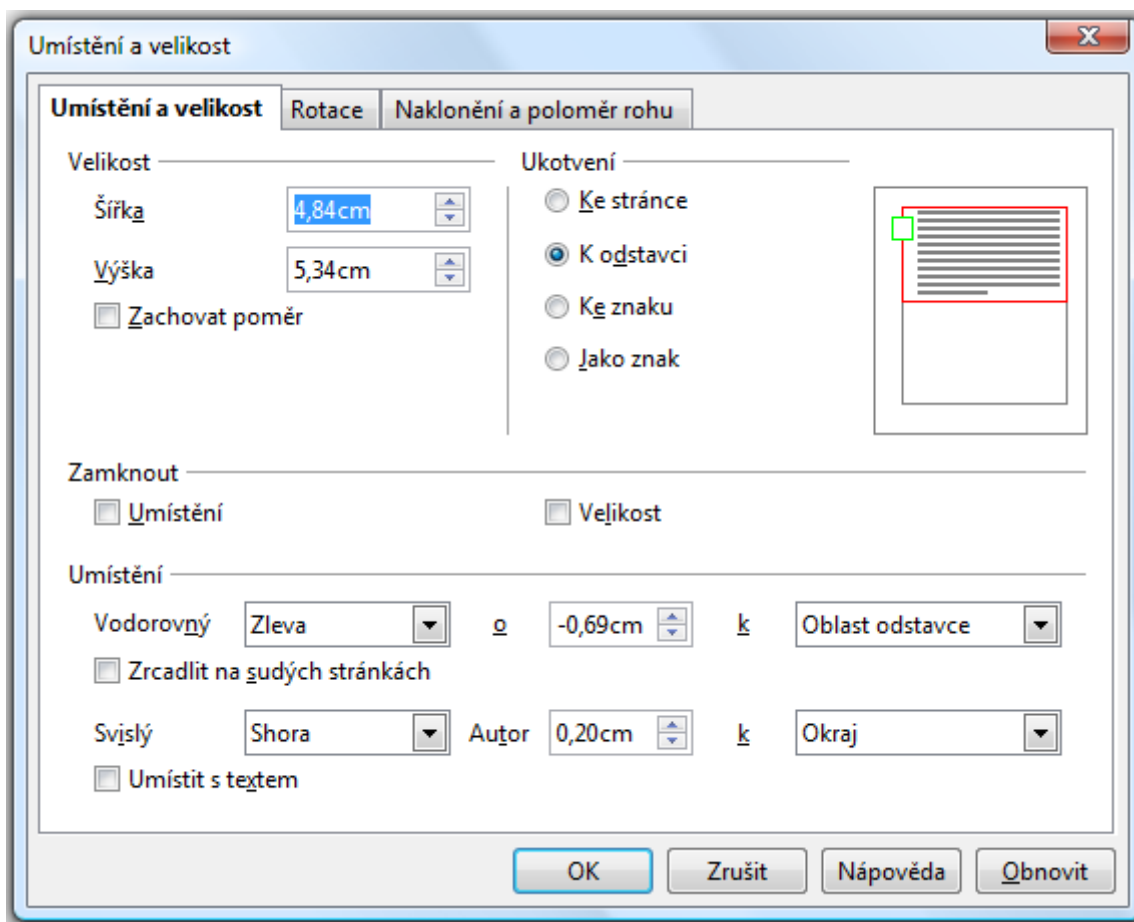 Umístění a velikost
Umístění a velikost Rotace Naklonění a poloměr rohu
Velikost Ukotvení
Šířka 4,84cm Ke stránce
K odstavci
Výška 5,34cm
Zachovat poměr Ke znaku
Jako znak
Zamknout
Umístění Velikost
Umístění
Vodorovný Zleva o -0,69cm k Oblast odstavce
Zrcadlit na sudých stránkách
Svislý Shora Autor 0,20cm k Okraj
Umístit s textem
OK Zrušit Nápověda Obnovit